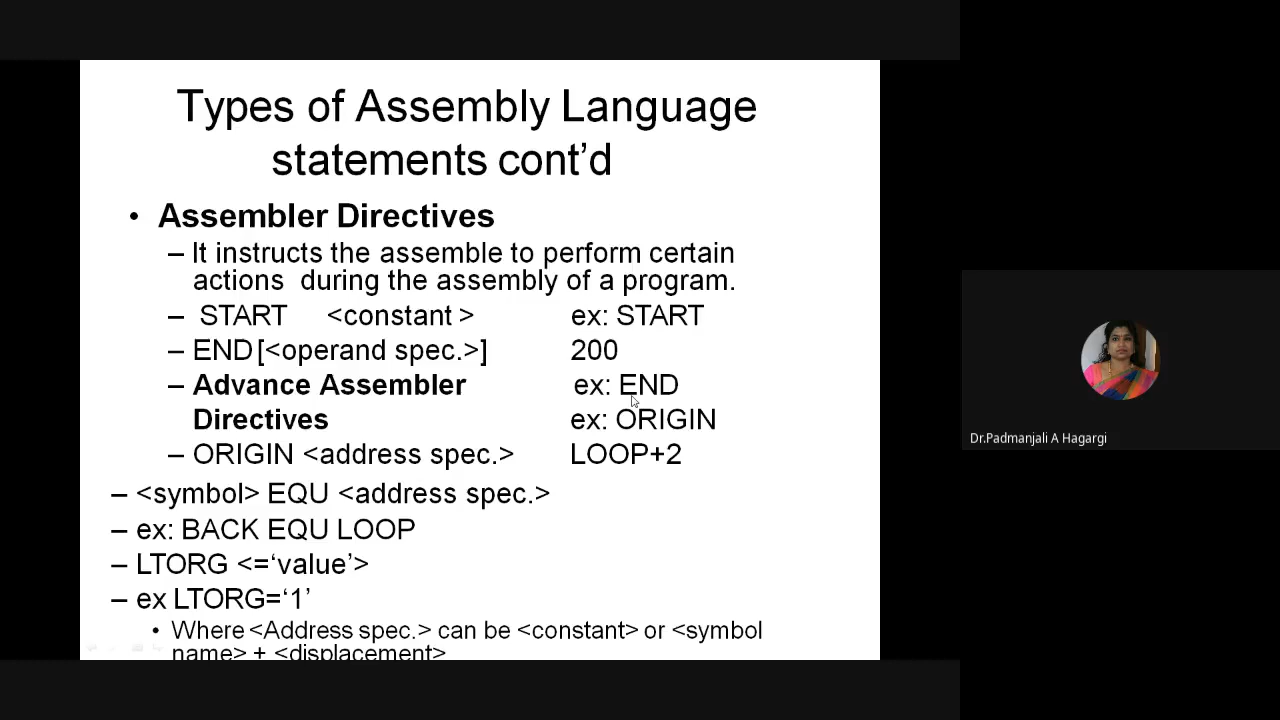 Types of Assembly Language
statements cont’d
• Assembler Directives
– It instructs the assemble to perform certain
actions during the assembly of a program.
– START <constant > ex: START
– END [<operand spec.>] 200
– Advance Assembler ex: END
Directives ex: ORIGIN
– ORIGIN <address spec.> LOOP+2
– <symbol> EQU <address spec.>
– ex: BACK EQU LOOP
– LTORG <=‘value’>
– ex LTORG=‘1’
• Where <Address spec.> can be <constant> or <symbol
name> + <displacement>
Dr.Padmanjali A Hagargi